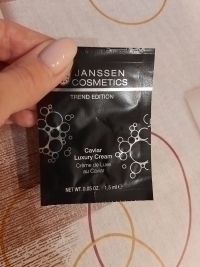 JANSSEN
COSMETICS
TREND EDITION
Caviar
Luxury Cream
Crème de Luxe
au Caviar
NET WT. 0.05 OZ. 1,5 ml e